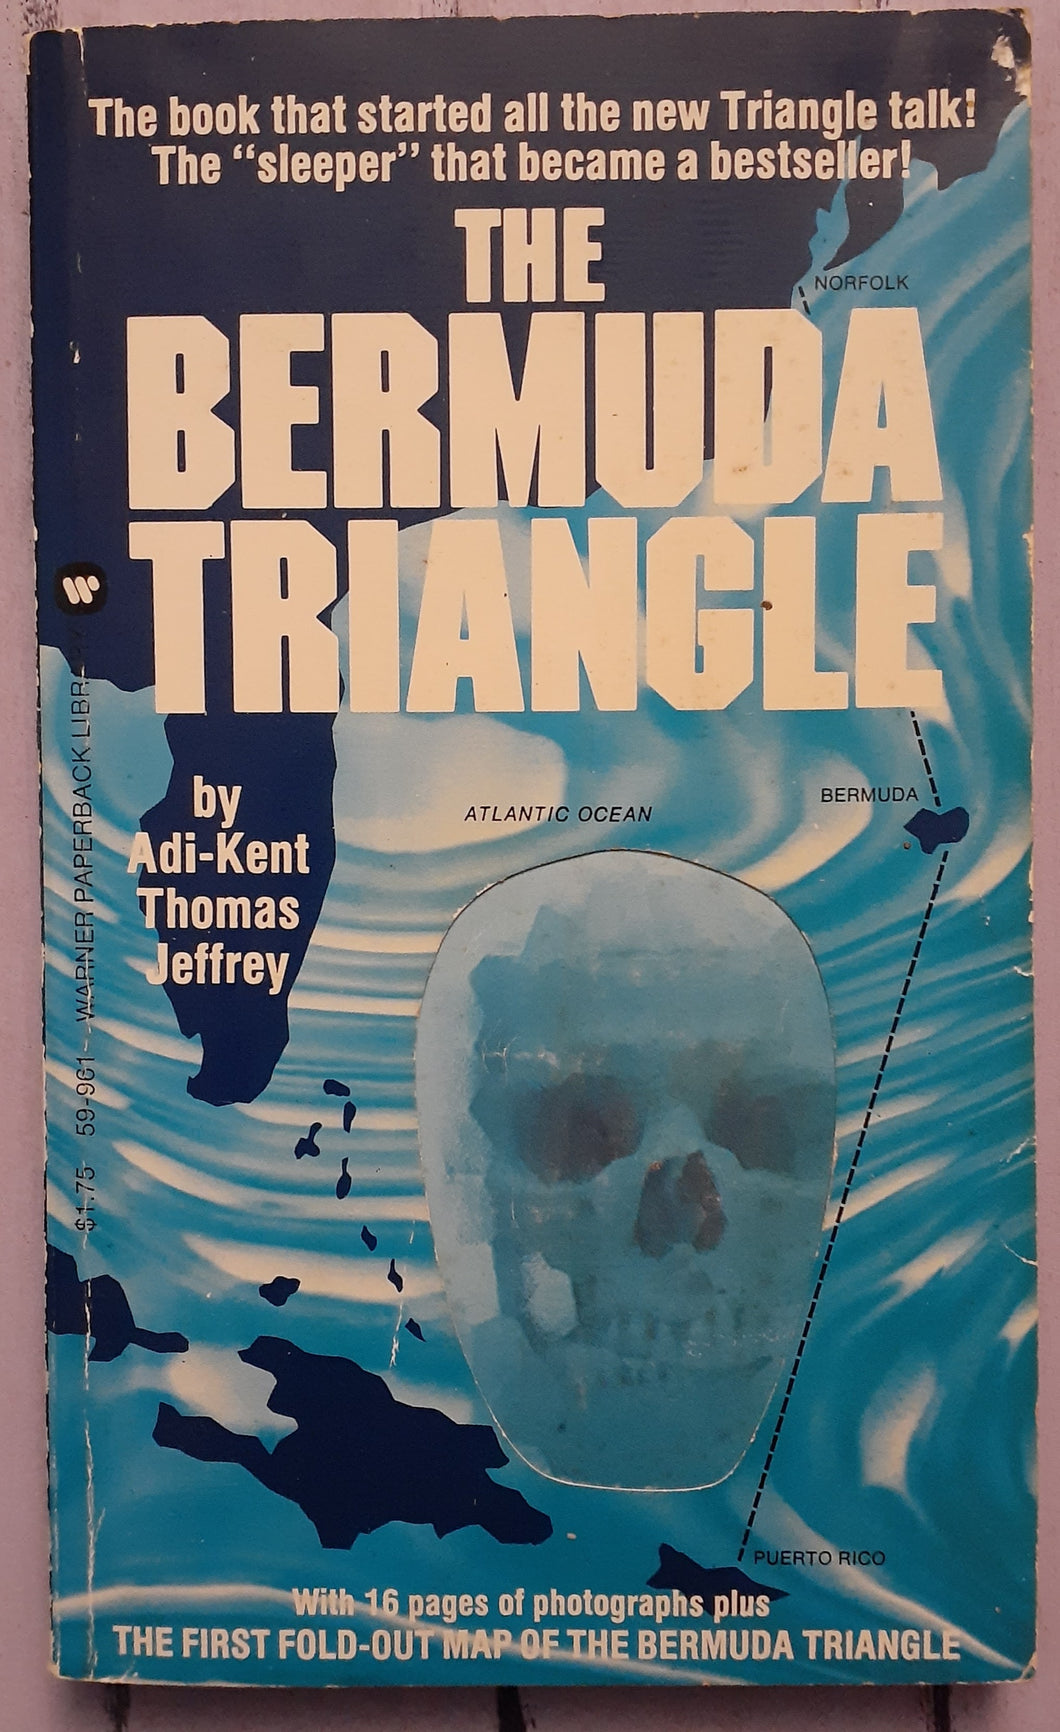 The book that started all the new Triangle talk!
The “sleeper” that became a bestseller!
THE
BERMUDA
TRIANGLE
NORFOLK
by
Adi-Kent
Thomas
Jeffrey
ATLANTIC OCEAN
BERMUDA
PUERTO RICO
$1.75 59-961 WARNER PAPERBACK LIBRARY
With 16 pages of photographs plus
THE FIRST FOLD-OUT MAP OF THE BERMUDA TRIANGLE